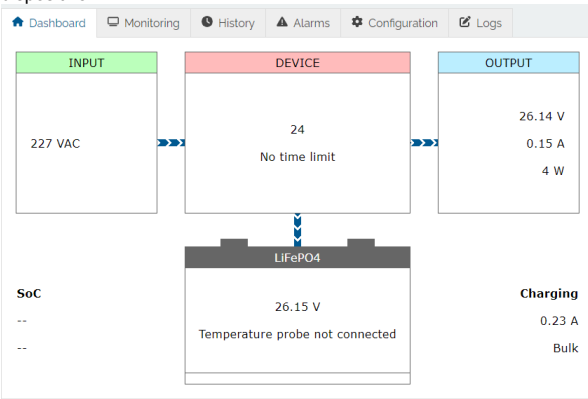 Dashboard Monitoring History Alarms Configuration Logs
INPUT DEVICE OUTPUT
26.14 V
24
227 VAC 0.15 A
No time limit
4 W
LiFePO4
SoC Charging
26.15 V
-- 0.23 A
Temperature probe not connected
-- Bulk